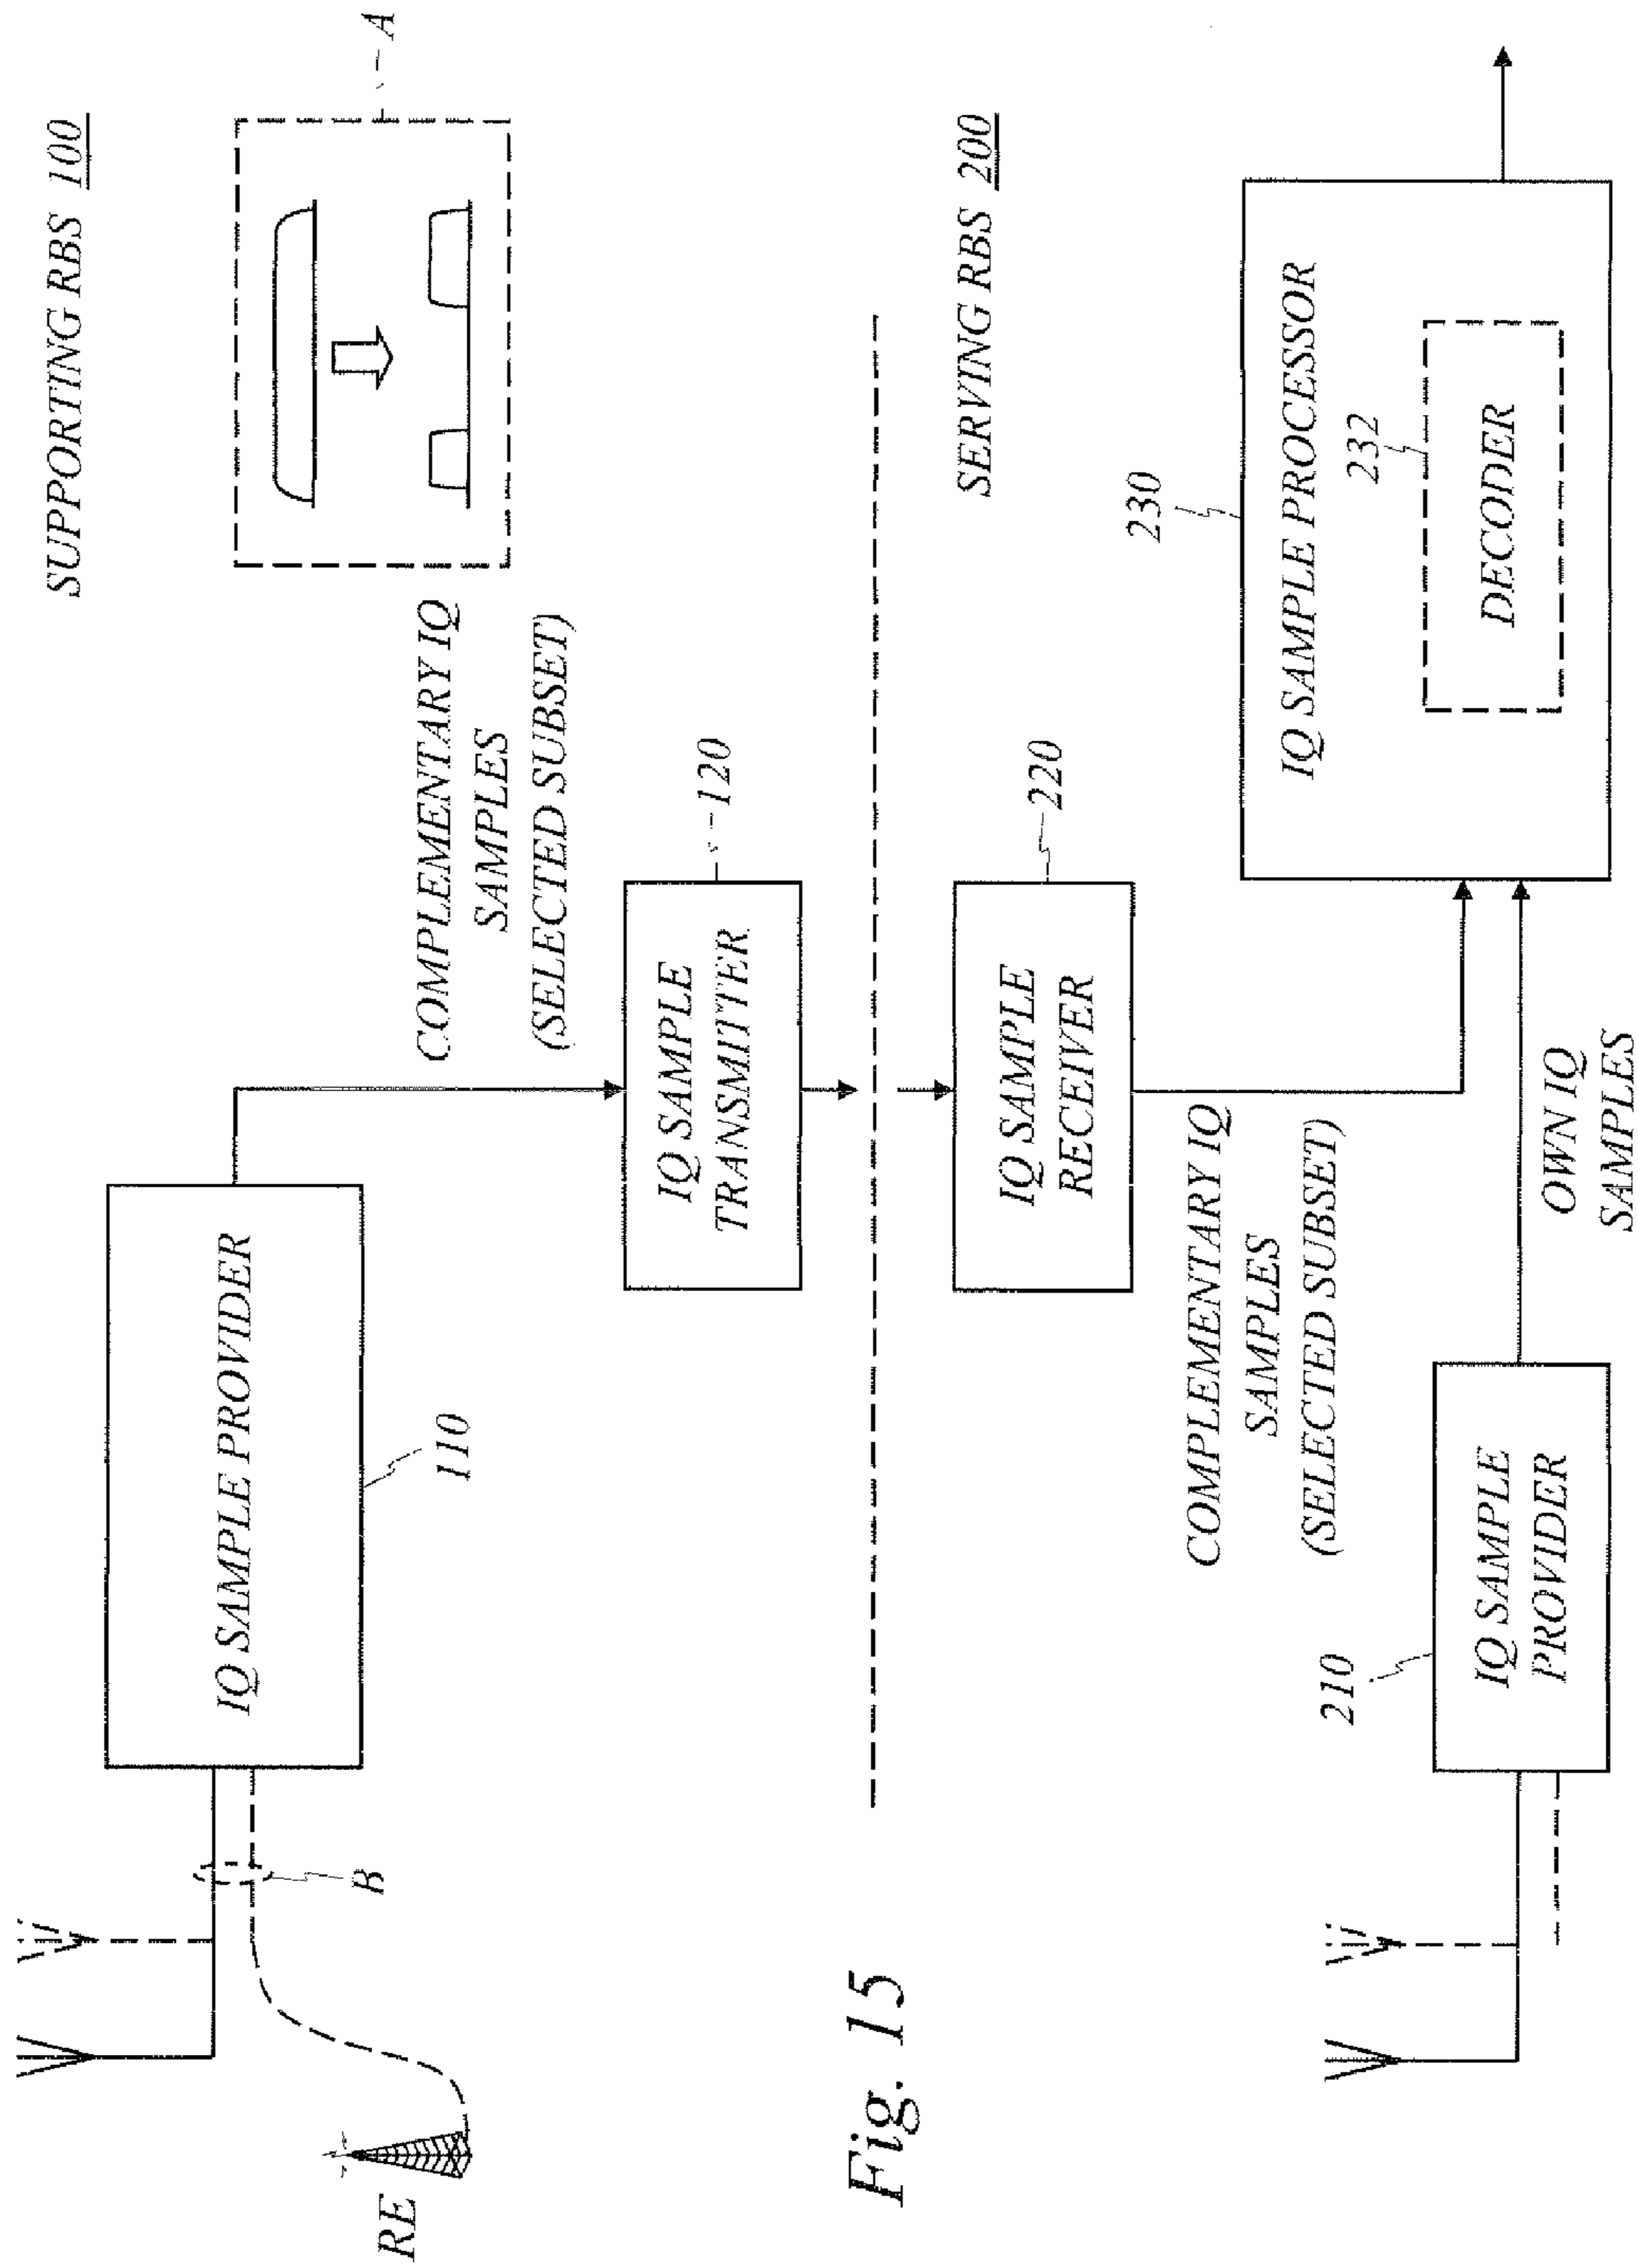 SUPPORTING RBS 100
A
IQ SAMPLE PROVIDER
110
B
RE
COMPLEMENTARY IQ
SAMPLES
(SELECTED SUBSET)
IQ SAMPLE
TRANSMITTER
120
Fig. 15
SERVING RBS 200
IQ SAMPLE
RECEIVER
220
COMPLEMENTARY IQ
SAMPLES
(SELECTED SUBSET)
230
IQ SAMPLE PROCESSOR
232
DECODER
210
IQ SAMPLE
PROVIDER
OWN IQ
SAMPLES